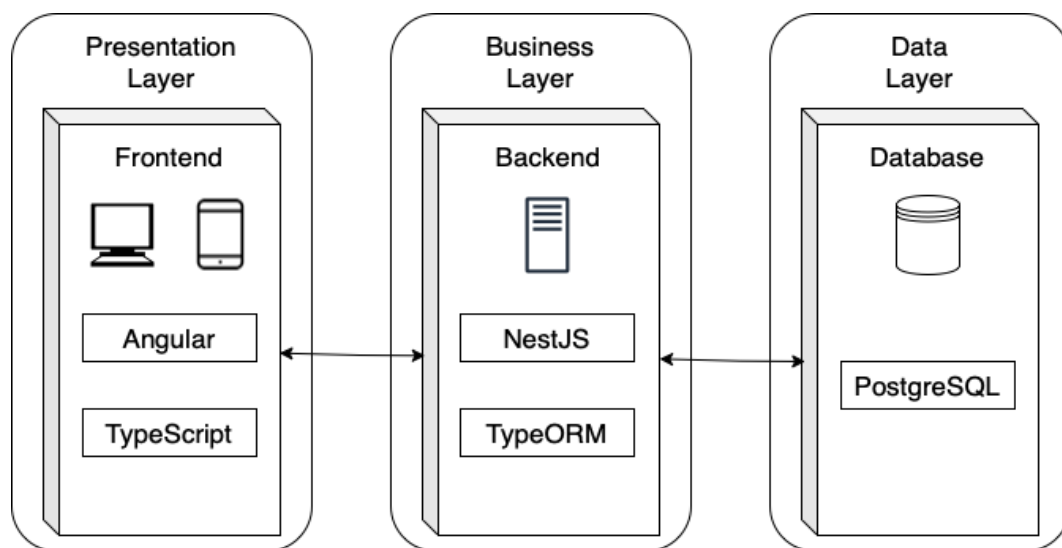 Presentation
Layer
Frontend
Angular
TypeScript
Business
Layer
Backend
NestJS
TypeORM
Data
Layer
Database
PostgreSQL